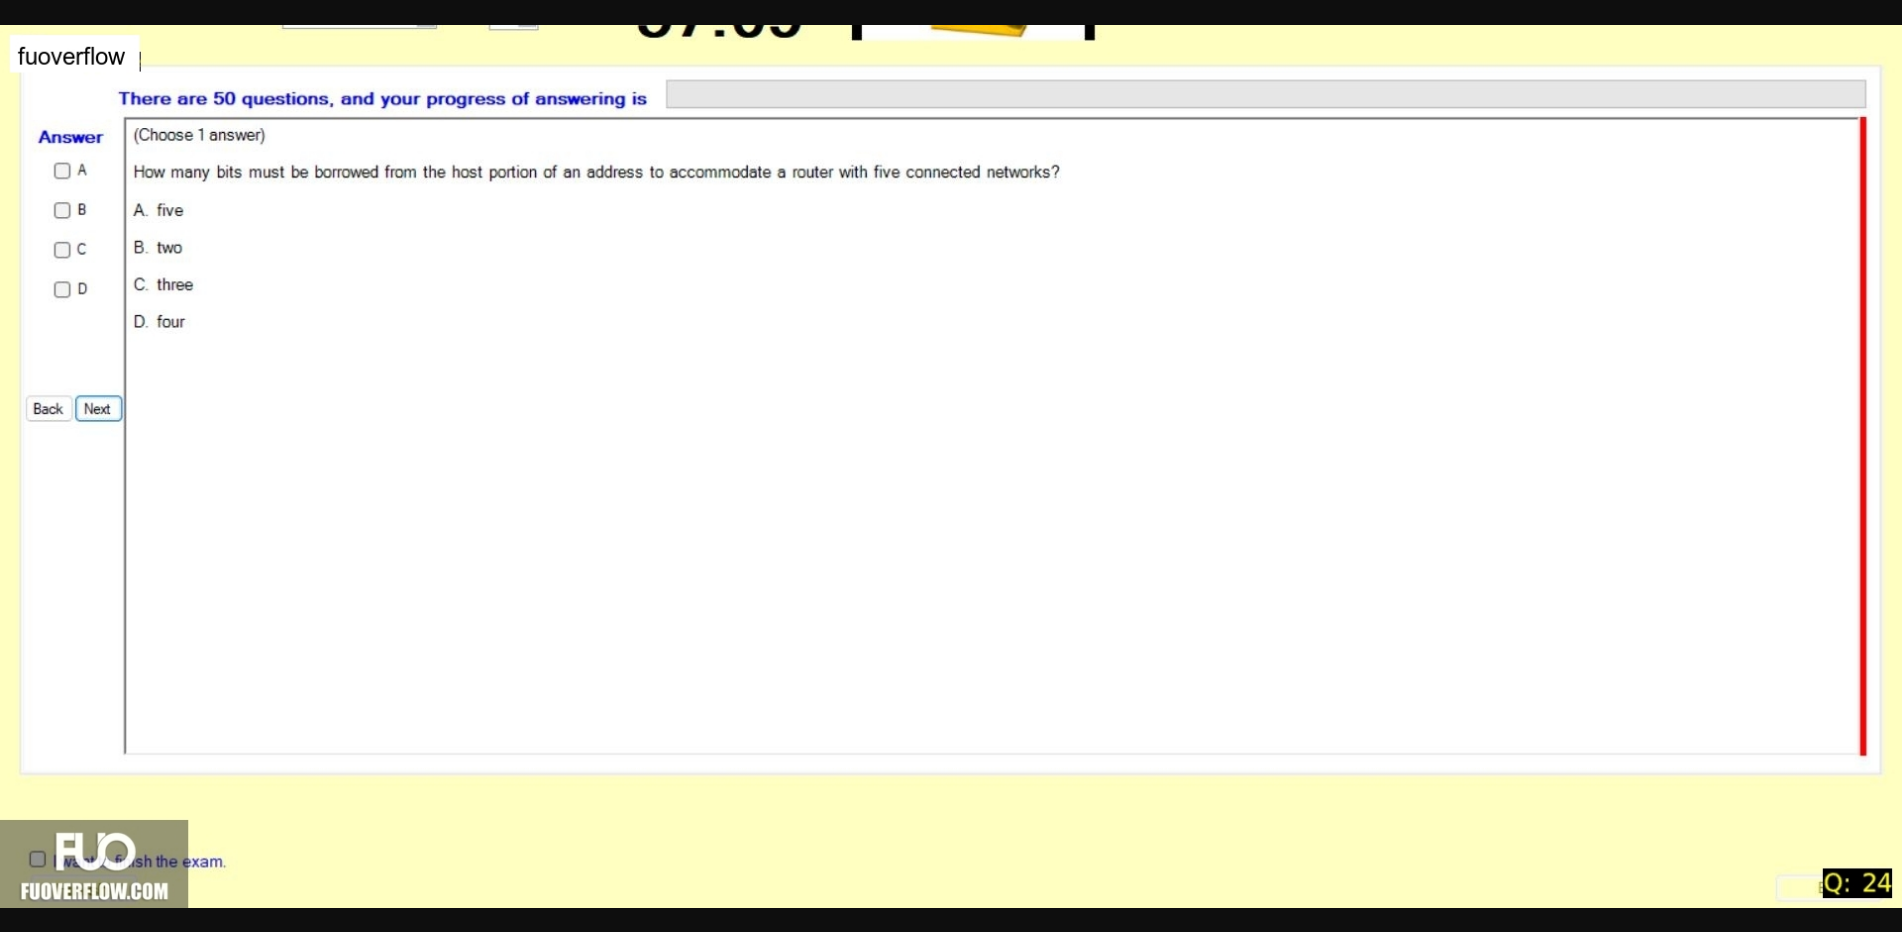 fuoverflow
There are 50 questions, and your progress of answering is
Answer
(Choose 1 answer)
A
How many bits must be borrowed from the host portion of an address to accommodate a router with five connected networks?
B
A. five
C
B. two
D
C. three
D. four
Back Next
FUO
finish the exam.
FUOVERFLOW.COM
Q: 24